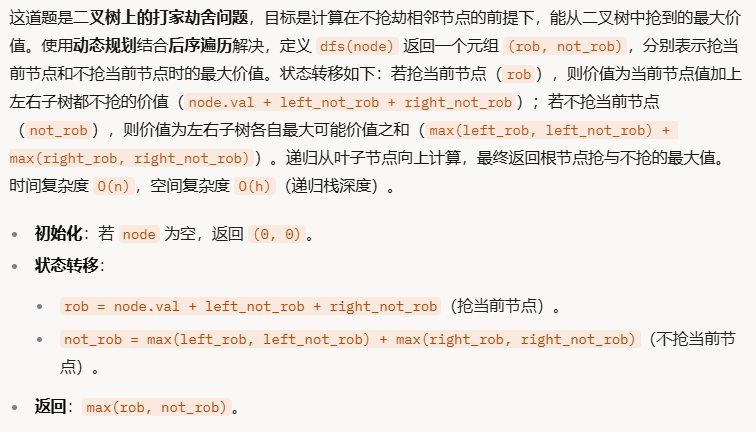 这道题是二叉树上的打家劫舍问题，目标是计算在不抢劫相邻节点的前提下，能从二叉树中抢到的最大价
值。使用动态规划结合后序遍历解决，定义 dfs(node) 返回一个元组 (rob, not_rob)，分别表示抢当
前节点和不抢当前节点时的最大价值。状态转移如下：若抢当前节点（rob），则价值为当前节点值加上
左右子树都不抢的价值（node.val + left_not_rob + right_not_rob）；若不抢当前节点
（not_rob），则价值为左右子树各自最大可能价值之和（max(left_rob, left_not_rob) +
max(right_rob, right_not_rob)）。递归从叶子节点向上计算，最终返回根节点抢与不抢的最大值。
时间复杂度 O(n)，空间复杂度 O(h)（递归栈深度）。
• 初始化：若 node 为空，返回 (0, 0)。
• 状态转移：
• rob = node.val + left_not_rob + right_not_rob（抢当前节点）。
• not_rob = max(left_rob, left_not_rob) + max(right_rob, right_not_rob)（不抢当前节
点）。
• 返回：max(rob, not_rob)。